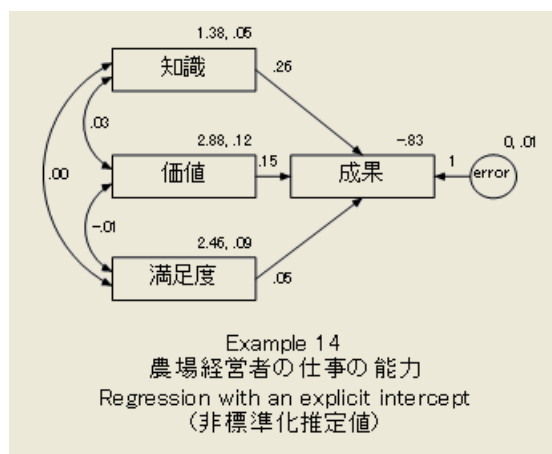 1.38, .05
知識
.26
.03
2.88, .12
-.83
0, .01
.00
価値
.15
成果
1
error
-.01
2.46, .09
満足度
.05
Example 14
農場経営者の仕事の能力
Regression with an explicit intercept
(非標準化推定値)